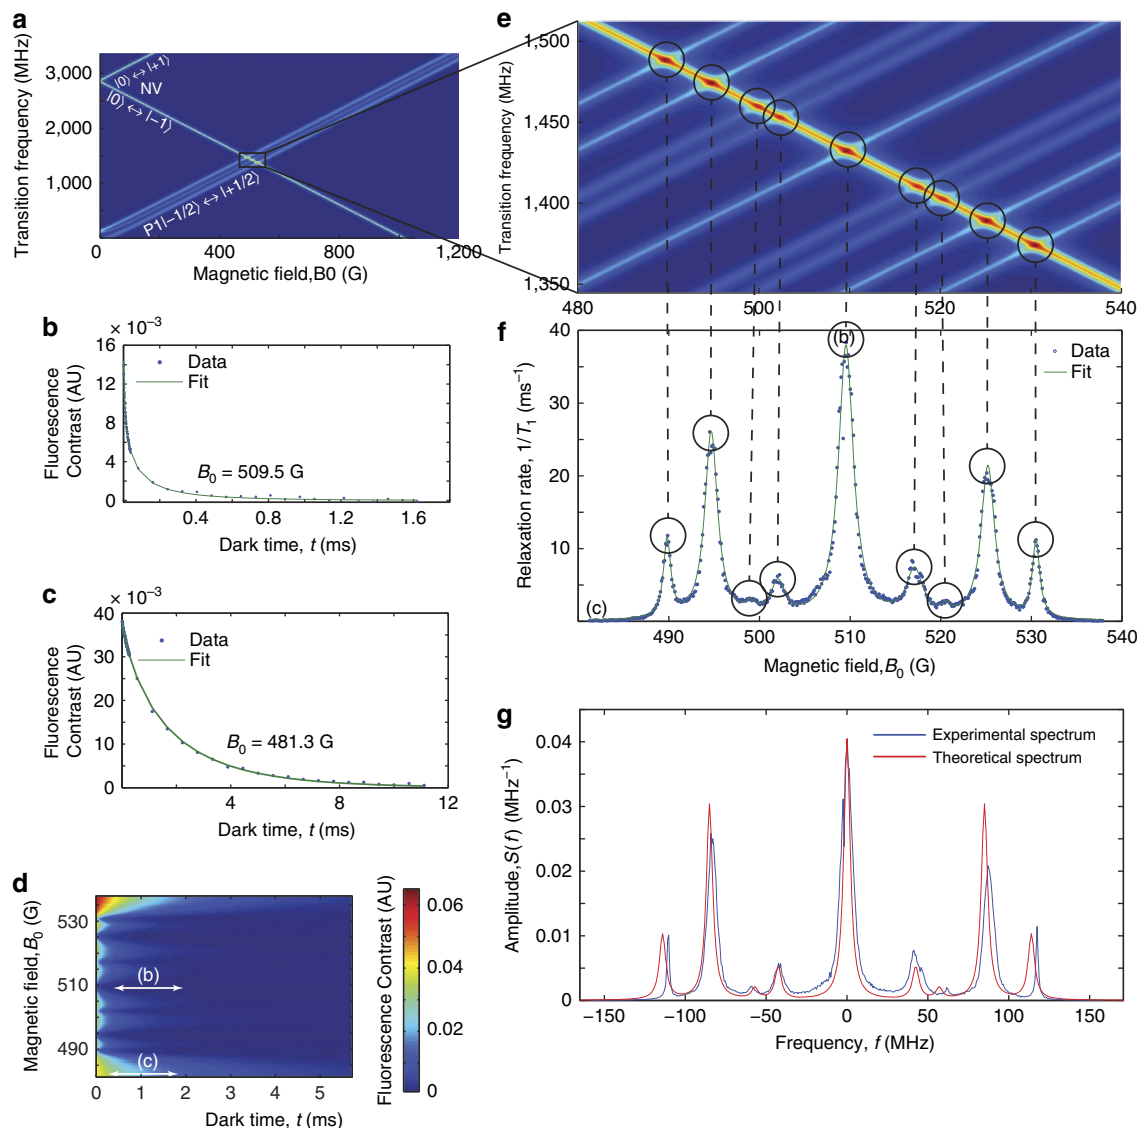 a
Transition frequency (MHz)
3,000
2,000
1,000
0
|0⟩ ↔ |+1⟩
NV
|0⟩ ↔ |−1⟩
P1|−1/2⟩ ↔ |+1/2⟩
0
400
800
1,200
Magnetic field,B0 (G)
b
× 10⁻³
Fluorescence
Contrast (AU)
16
12
8
4
0
Data
Fit
B₀ = 509.5 G
0.4
0.8
1.2
1.6
Dark time, t (ms)
c
× 10⁻³
Fluorescence
Contrast (AU)
40
30
20
10
0
Data
Fit
B₀ = 481.3 G
0
4
8
12
Dark time, t (ms)
d
Magnetic field,B₀ (G)
530
510
490
(b)
(c)
0
1
2
3
4
5
Dark time, t (ms)
Fluorescence Contrast (AU)
0.06
0.04
0.02
0
e
Transition frequency (MHz)
1,500
1,450
1,400
1,350
480
500
520
540
f
Relaxation rate, 1/T₁ (ms⁻¹)
40
30
20
10
(b)
(c)
Data
Fit
490
500
510
520
530
540
Magnetic field,B₀ (G)
g
Amplitude,S(f) (MHz⁻¹)
0.04
0.03
0.02
0.01
0
Experimental spectrum
Theoretical spectrum
−150
−100
−50
0
50
100
150
Frequency, f (MHz)